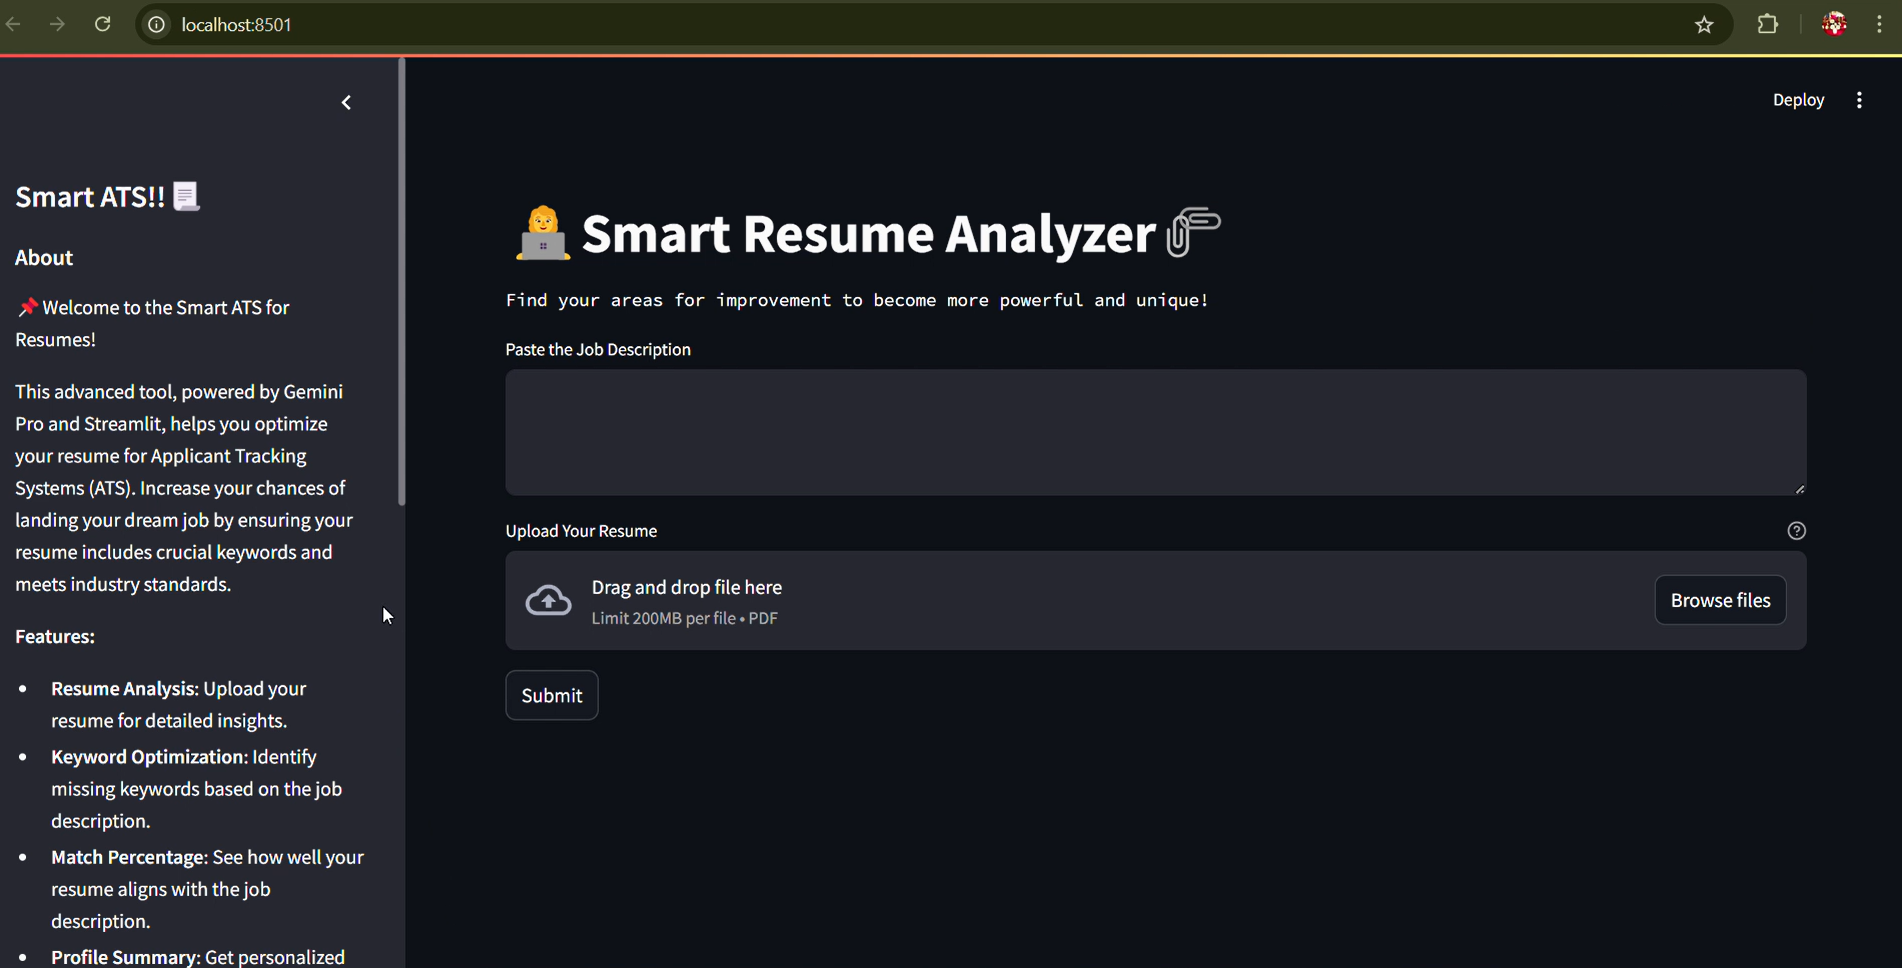 localhost:8501
Deploy
Smart ATS!!
About
Welcome to the Smart ATS for
Resumes!
This advanced tool, powered by Gemini
Pro and Streamlit, helps you optimize
your resume for Applicant Tracking
Systems (ATS). Increase your chances of
landing your dream job by ensuring your
resume includes crucial keywords and
meets industry standards.
Features:
• Resume Analysis: Upload your
resume for detailed insights.
• Keyword Optimization: Identify
missing keywords based on the job
description.
• Match Percentage: See how well your
resume aligns with the job
description.
• Profile Summary: Get personalized
Smart Resume Analyzer
Find your areas for improvement to become more powerful and unique!
Paste the Job Description
Upload Your Resume
Drag and drop file here
Limit 200MB per file • PDF
Browse files
Submit